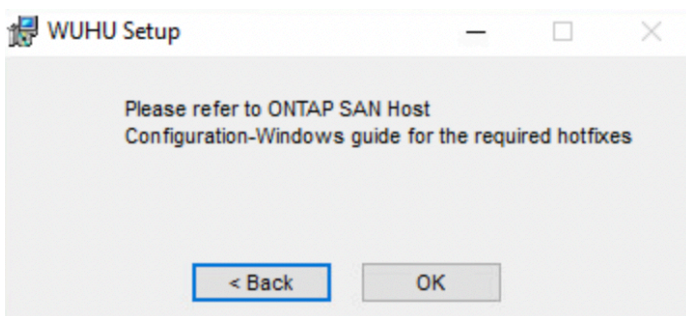 WUHU Setup
Please refer to ONTAP SAN Host
Configuration-Windows guide for the required hotfixes
< Back
OK